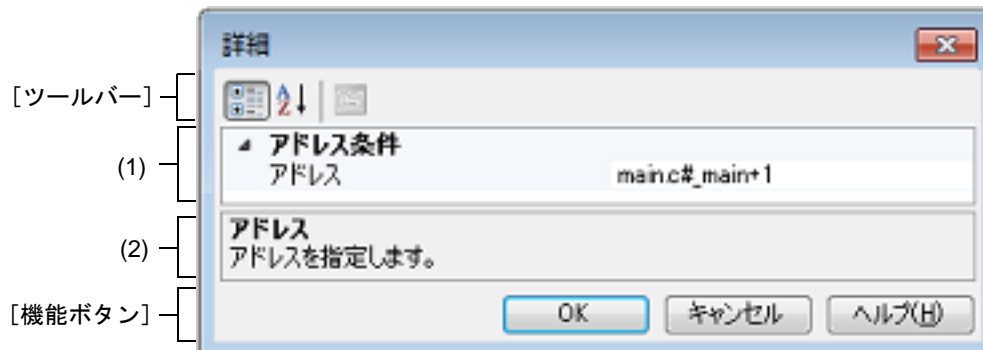 詳細
[ツールバー]
(1)
アドレス条件
アドレス main.c#_main+1
(2)
アドレス
アドレスを指定します。
[機能ボタン]
OK キャンセル ヘルプ(H)